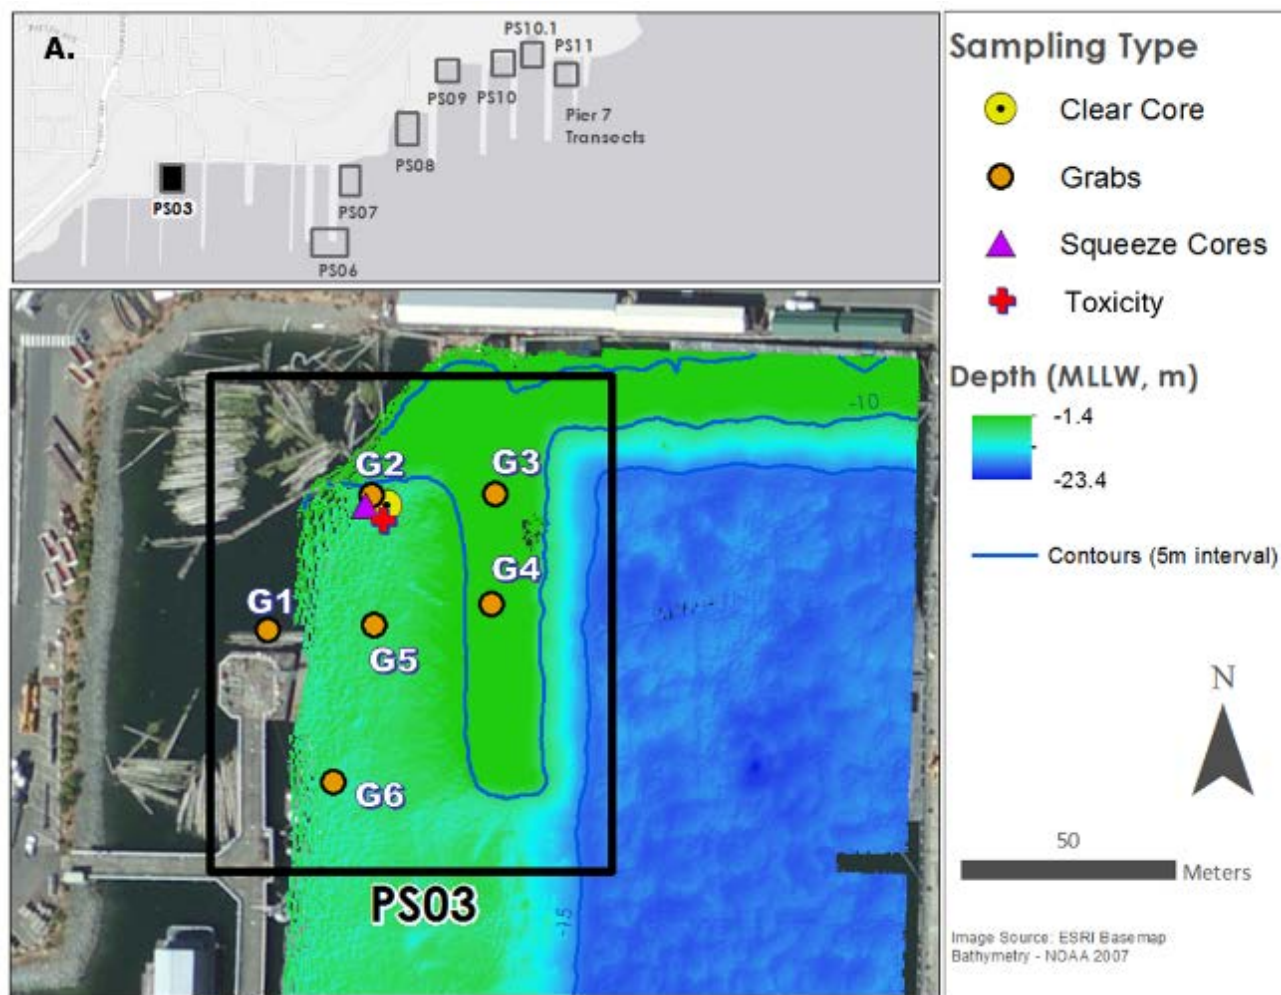 A.
PS10.1
PS11
PS09
PS10
Pier 7
Transects
PS08
PS03
PS07
PS06
Sampling Type
Clear Core
Grabs
Squeeze Cores
Toxicity
Depth (MLLW, m)
-1.4
-23.4
Contours (5m interval)
-10
G2
G3
G4
G1
G5
G6
PS03
-15
N
50
Meters
Image Source: ESRI Basemap
Bathymetry - NOAA 2007